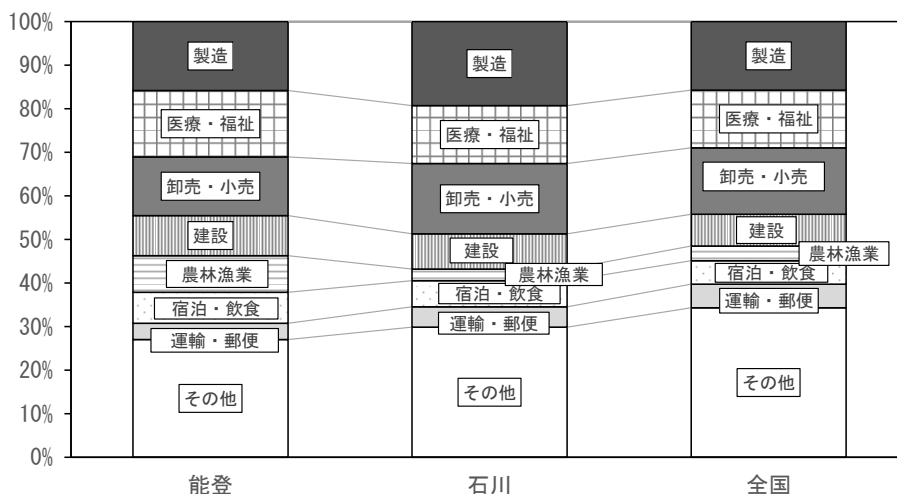 100%
90%
80%
70%
60%
50%
40%
30%
20%
10%
0%
製造
医療・福祉
卸売・小売
建設
農林漁業
宿泊・飲食
運輸・郵便
その他
製造
医療・福祉
卸売・小売
建設
農林漁業
宿泊・飲食
運輸・郵便
その他
製造
医療・福祉
卸売・小売
建設
農林漁業
宿泊・飲食
運輸・郵便
その他
能登
石川
全国